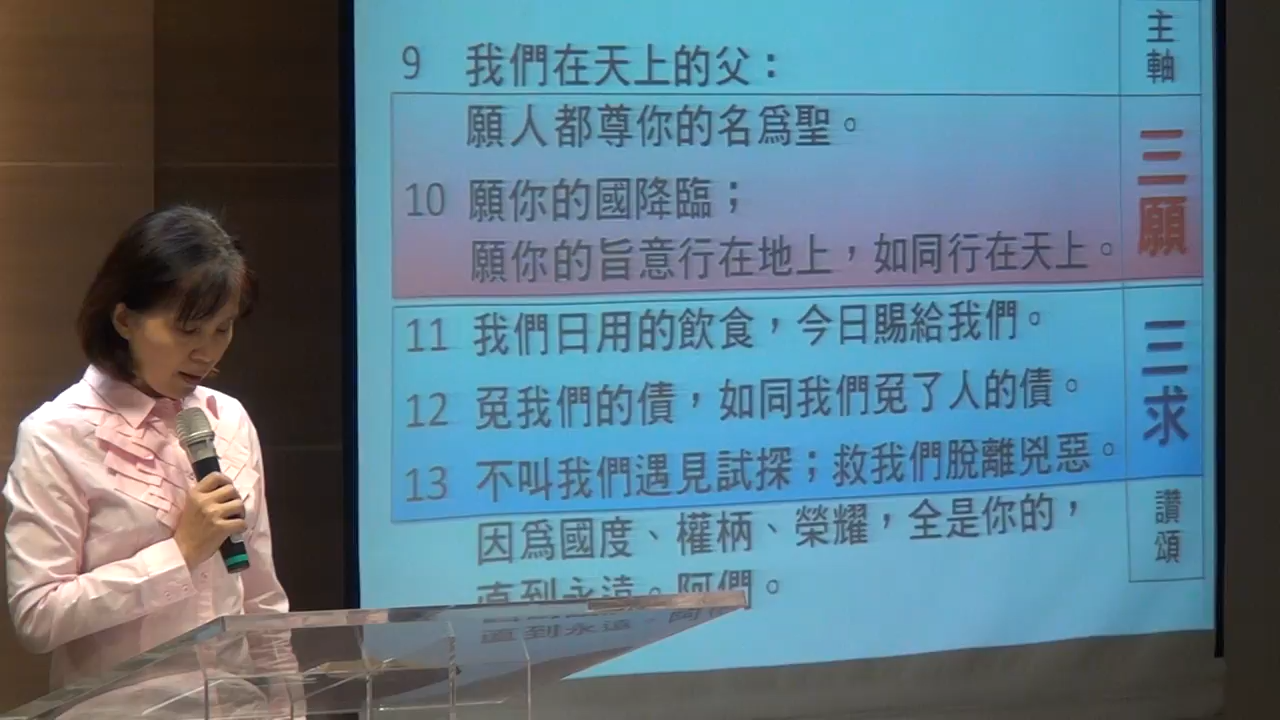 9 我們在天上的父：
願人都尊你的名為聖。
10 願你的國降臨；
願你的旨意行在地上，如同行在天上。
11 我們日用的飲食，今日賜給我們。
12 免我們的債，如同我們免了人的債。
13 不叫我們遇見試探；救我們脫離兇惡。
因為國度、權柄、榮耀，全是你的，
直到永遠。阿們。
主軸
三願
三求
讚頌